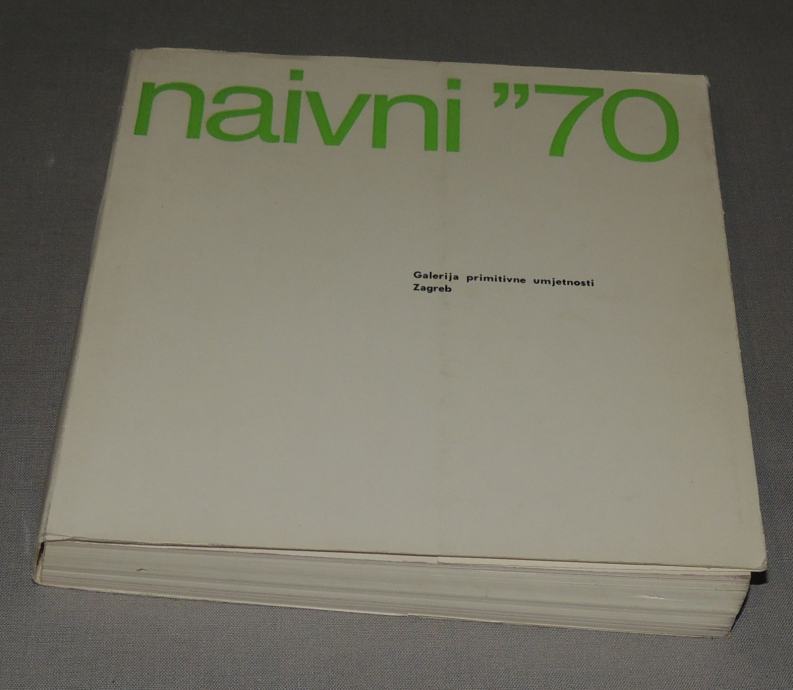 naivni ”70
Galerija primitivne umjetnosti
Zagreb